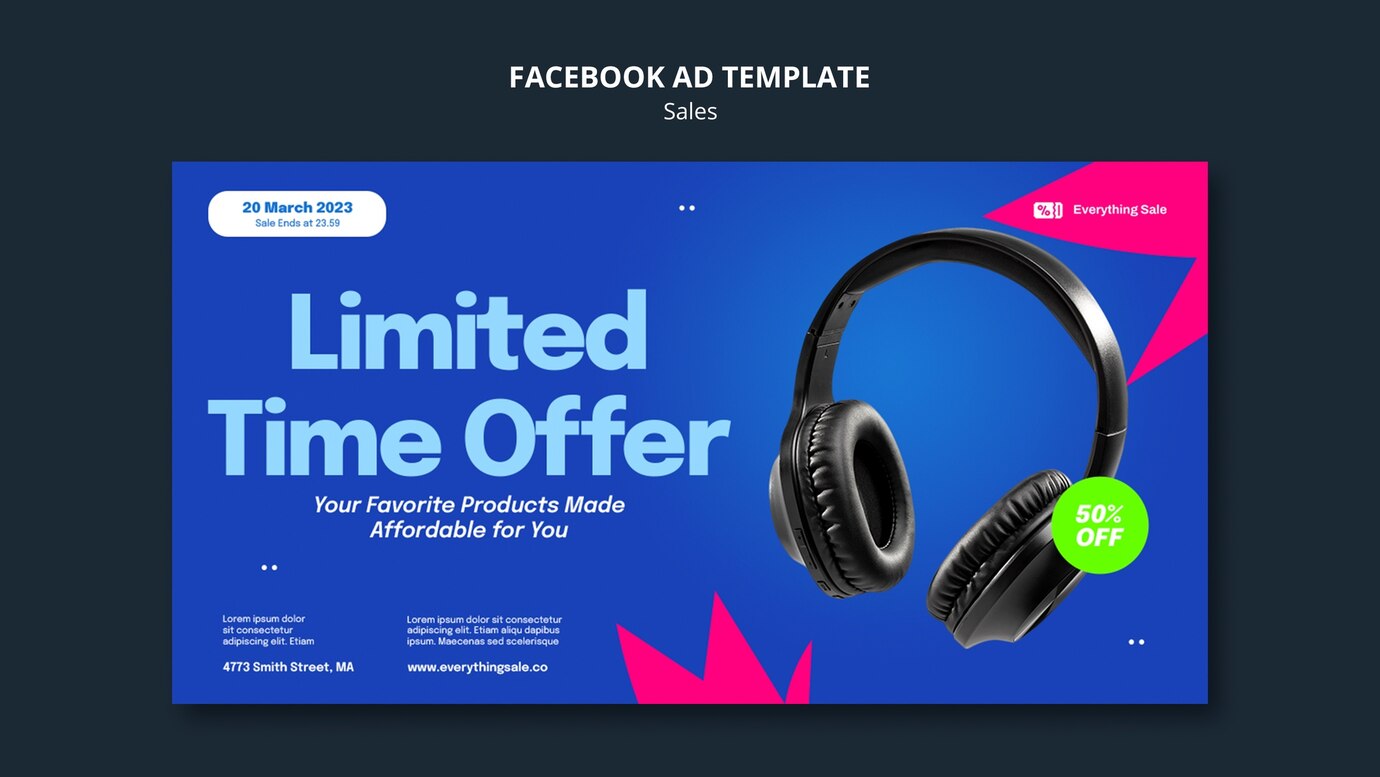 FACEBOOK AD TEMPLATE
Sales
20 March 2023
Sale Ends at 23.59
% Everything Sale
Limited
Time Offer
Your Favorite Products Made
Affordable for You
50%
OFF
Lorem ipsum dolor
sit consectetur
adipiscing elit. Etiam
4773 Smith Street, MA
Lorem ipsum dolor sit consectetur
adipiscing elit. Etiam aliqu dapibus
ipsum. Maecenas sed scelerisque
www.everythingsale.co
L